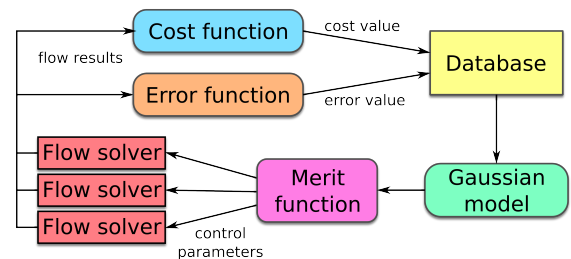 Cost function
cost value
flow results
Database
Error function
error value
Flow solver
Flow solver
Flow solver
Merit
function
Gaussian
model
control
parameters